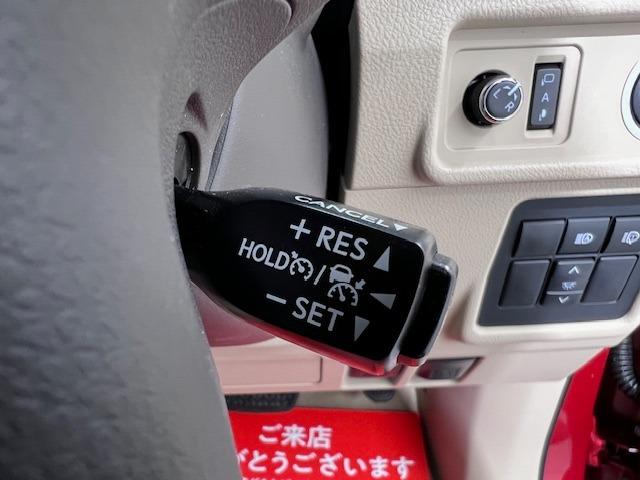 CANCEL▼
+ RES ▲
HOLD /
− SET ▼
L R
A
ご来店
がとうございます